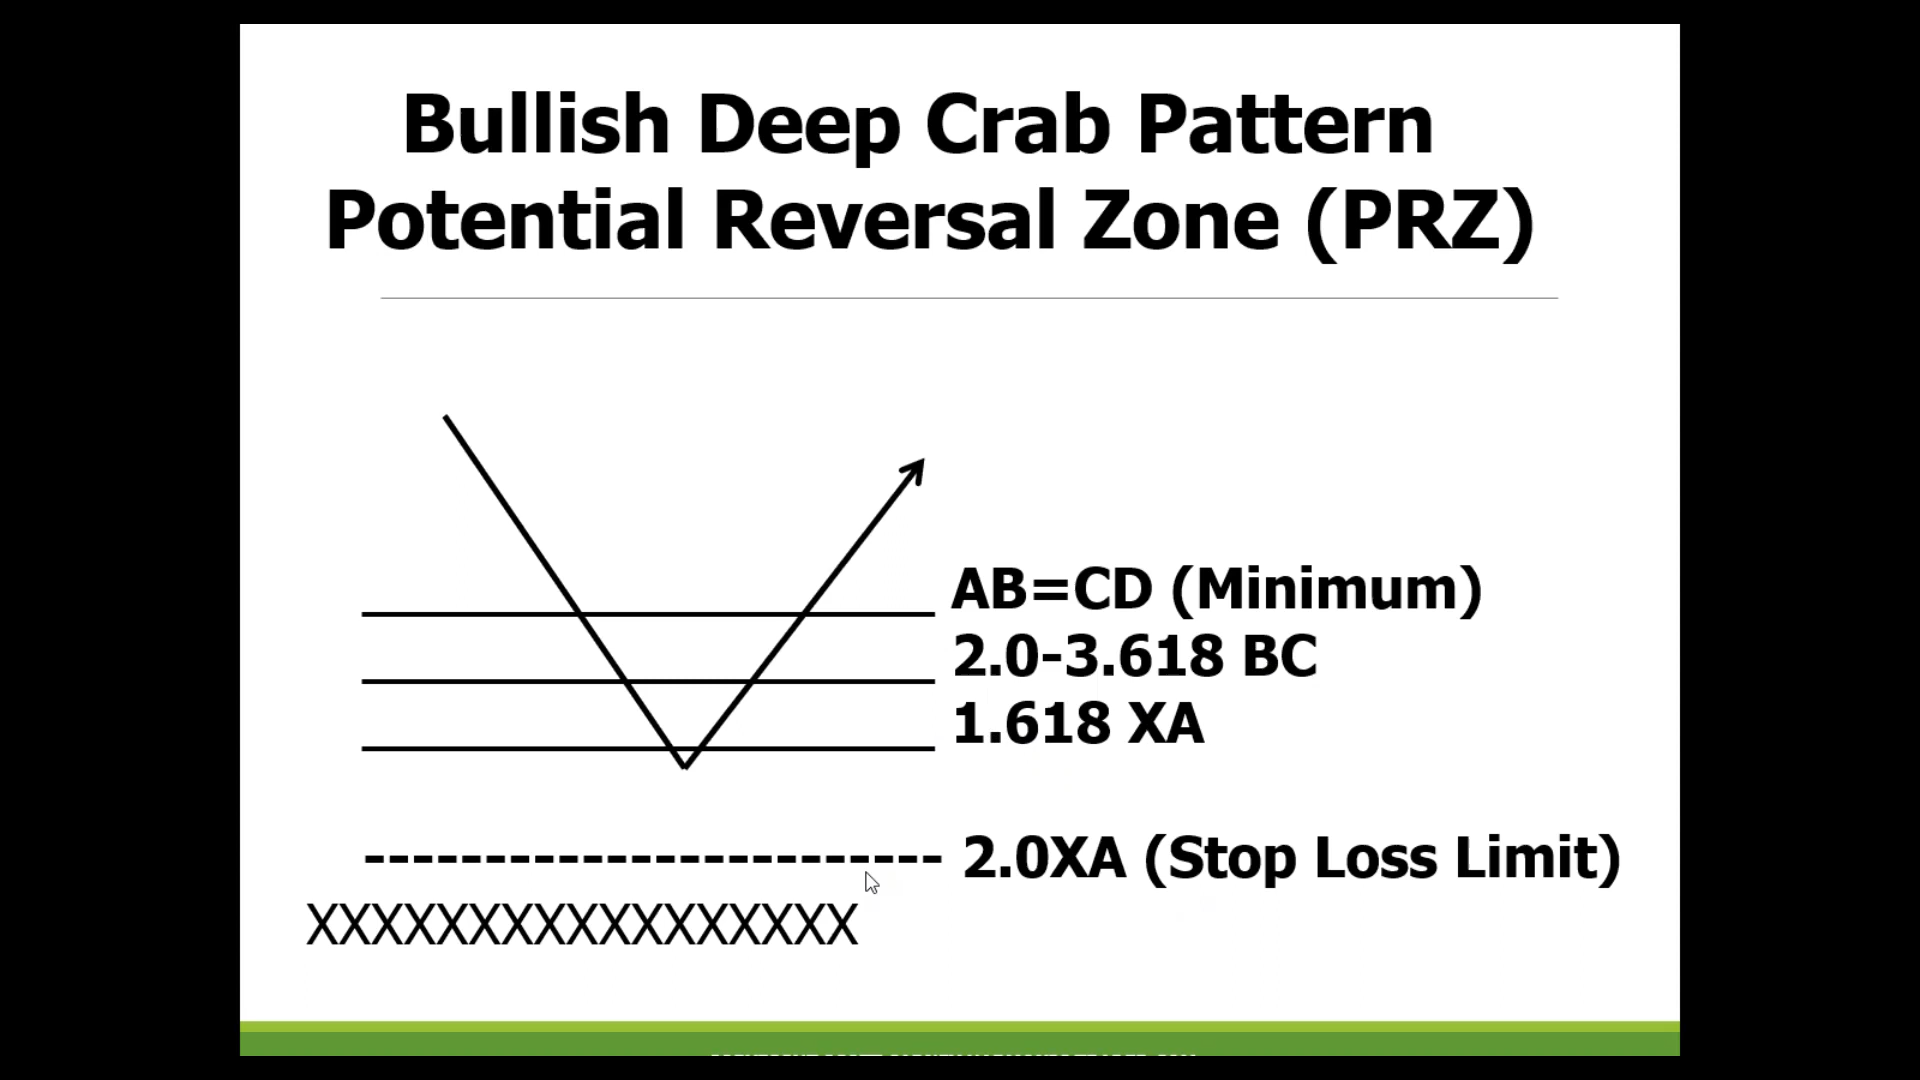 Bullish Deep Crab Pattern
Potential Reversal Zone (PRZ)
AB=CD (Minimum)
2.0-3.618 BC
1.618 XA
2.0XA (Stop Loss Limit)
XXXXXXXXXXXXXXXXX